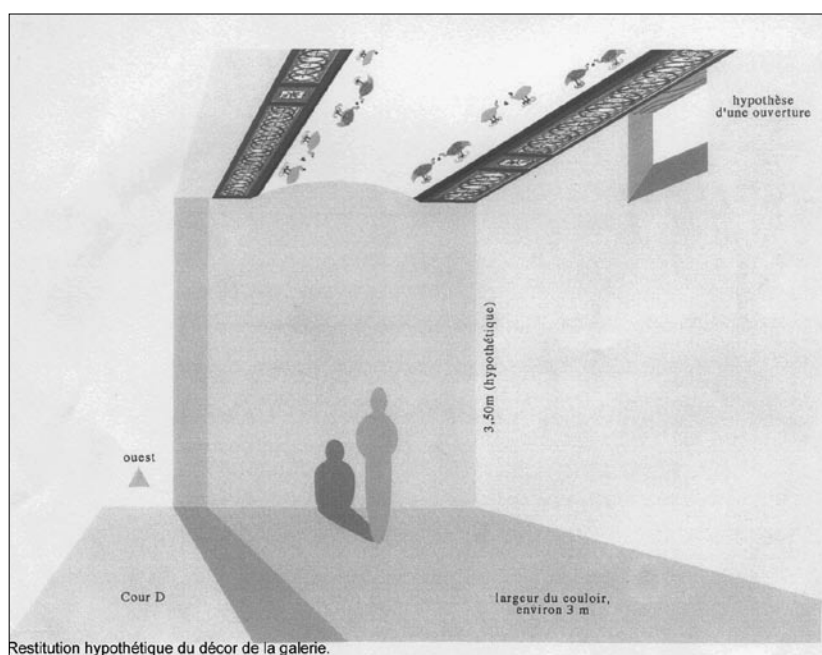 hypothèse
d'une ouverture
3,50m (hypothétique)
ouest
Cour D
largeur du couloir,
environ 3 m
Restitution hypothétique du décor de la galerie.